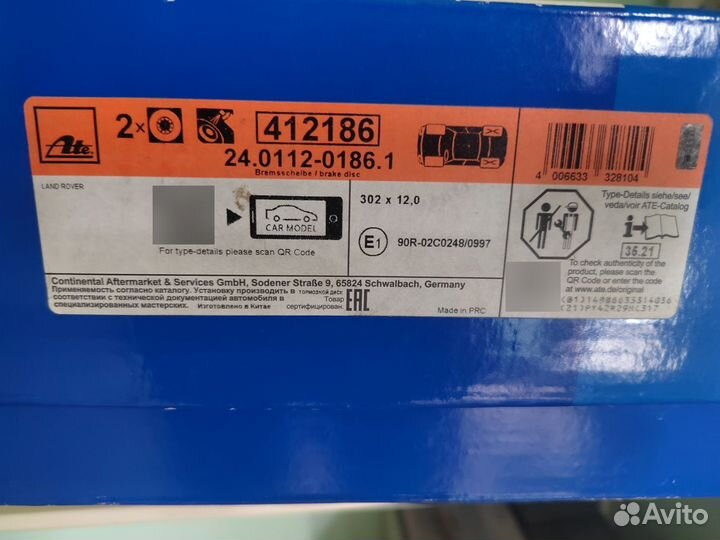 Ate
2x
412186
24.0112-0186.1
Bremsscheibe / brake disc
4 006633 328104
LAND ROVER
CAR MODEL
For type-details please scan QR Code
302 x 12,0
E1
90R-02C0248/0997
Type-Details siehe/see/
veda/voir ATE-Catalog
i
36.21
To check authenticity of the
product, please scan the
QR Code or enter the code
at www.ate.de/original
Continental Aftermarket & Services GmbH, Sodener Straße 9, 65824 Schwalbach, Germany
Применяемость согласно каталогу. Установку производить в тормозной диск
соответствии с технической документацией автомобиля в Товар
специализированных мастерских. Изготовлено в Китае сертифицирован
EAC
Made in PRC
Avito